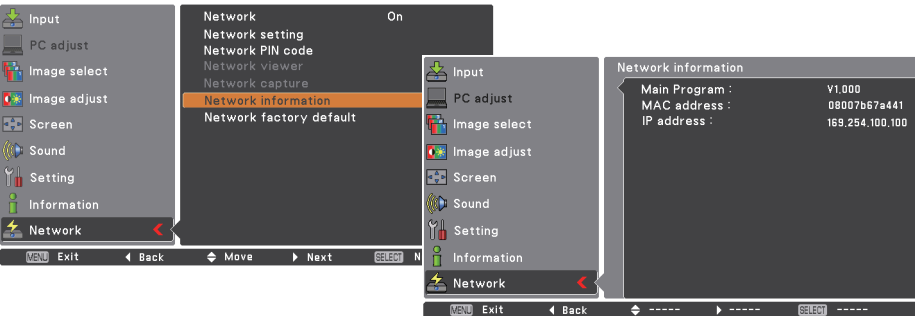 Input
PC adjust
Image select
Image adjust
Screen
Sound
Setting
Information
Network
Network On
Network setting
Network PIN code
Network viewer
Network capture
Network information
Network factory default
MENU Exit Back Move Next SELECT N
Input
PC adjust
Image select
Image adjust
Screen
Sound
Setting
Information
Network
Network information
Main Program : V1,000
MAC address : 08007b67a441
IP address : 169,254,100,100
MENU Exit Back ----- ----- SELECT -----